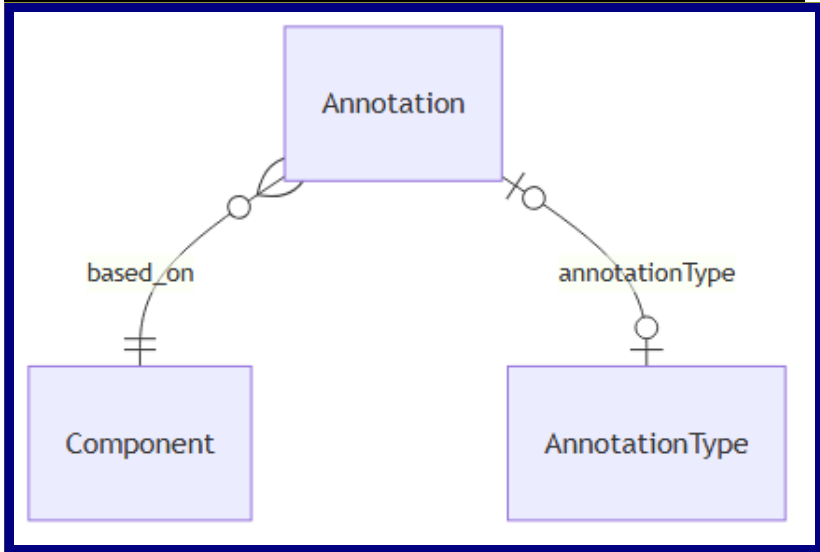 Annotation
based_on
annotationType
Component
AnnotationType